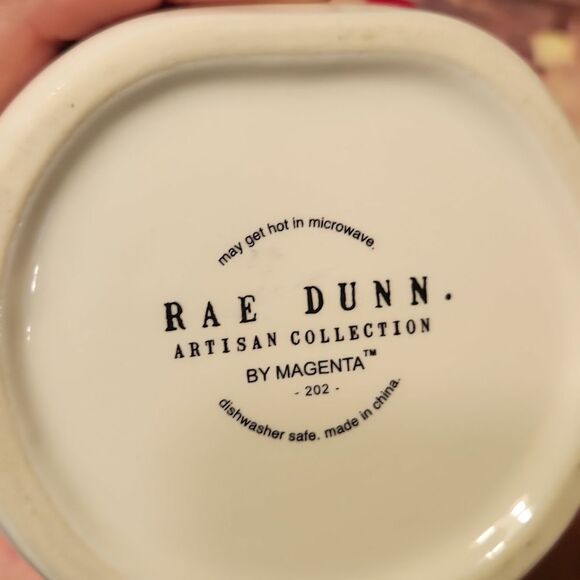 may get hot in microwave.
RAE DUNN.
ARTISAN COLLECTION
BY MAGENTA™
- 202 -
dishwasher safe. made in china.